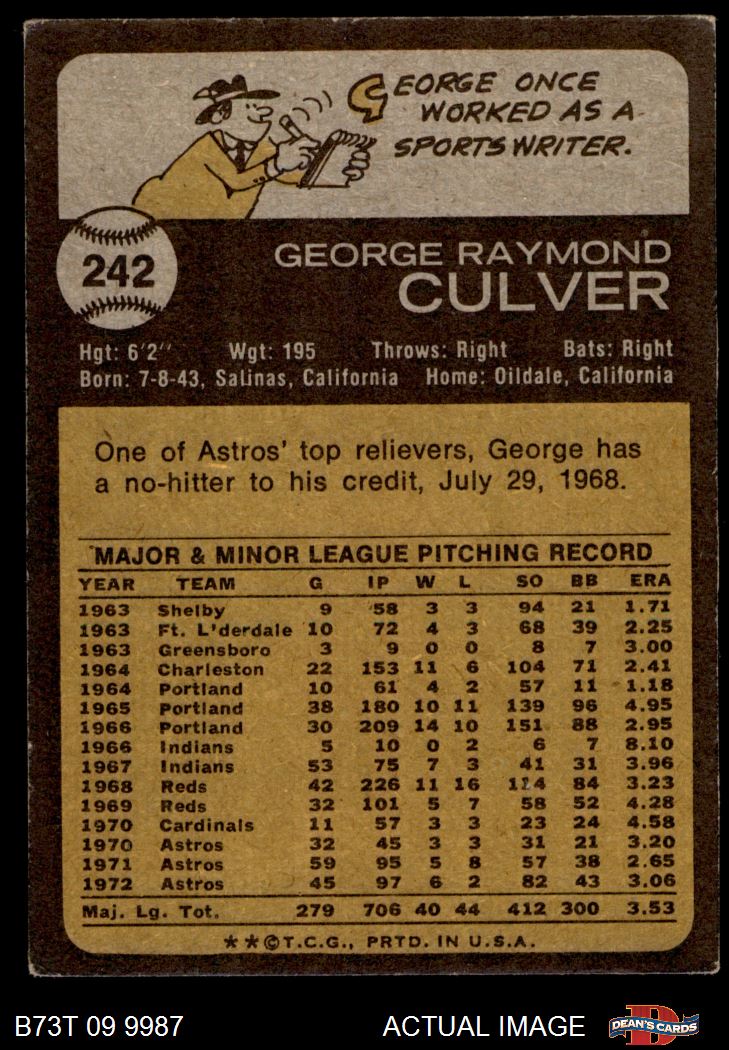 GEORGE ONCE
WORKED AS A
SPORTSWRITER.
242
GEORGE RAYMOND
CULVER
Hgt: 6'2" Wgt: 195 Throws: Right Bats: Right
Born: 7-8-43, Salinas, California Home: Oildale, California
One of Astros' top relievers, George has
a no-hitter to his credit, July 29, 1968.
MAJOR & MINOR LEAGUE PITCHING RECORD
YEAR TEAM G IP W L SO BB ERA
1963 Shelby 9 58 3 3 94 21 1.71
1963 Ft. L'derdale 10 72 4 3 68 39 2.25
1963 Greensboro 3 9 0 0 8 7 3.00
1964 Charleston 22 153 11 6 104 71 2.41
1964 Portland 10 61 4 2 57 11 1.18
1965 Portland 38 180 10 11 139 96 4.95
1966 Portland 30 209 14 10 151 88 2.95
1966 Indians 5 10 0 2 6 7 8.10
1967 Indians 53 75 7 3 41 31 3.96
1968 Reds 42 226 11 16 114 84 3.23
1969 Reds 32 101 5 7 58 52 4.28
1970 Cardinals 11 57 3 3 23 24 4.58
1970 Astros 32 45 3 3 31 21 3.20
1971 Astros 59 95 5 8 57 38 2.65
1972 Astros 45 97 6 2 82 43 3.06
Maj. Lg. Tot. 279 706 40 44 412 300 3.53
**©T.C.G., PRTD. IN U.S.A.
B73T 09 9987 ACTUAL IMAGE DEAN'S CARDS